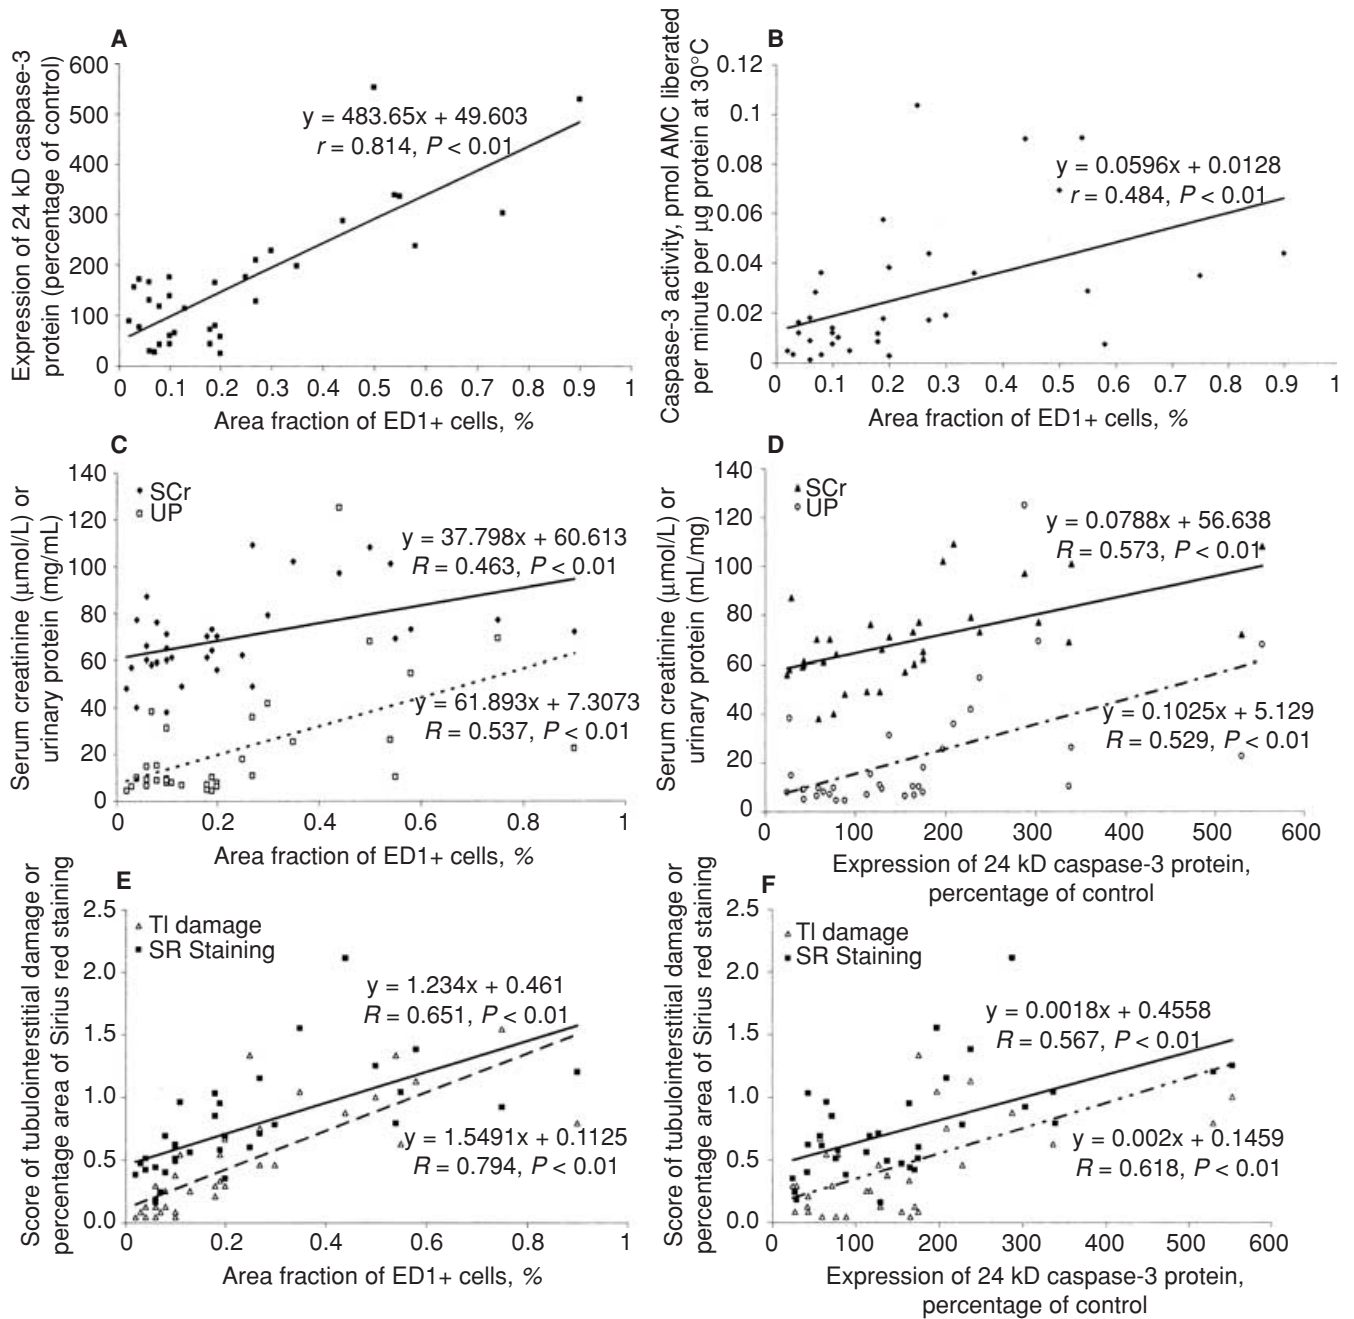 A
Expression of 24 kD caspase-3
protein (percentage of control)
600
500
400
300
200
100
0
y = 483.65x + 49.603
r = 0.814, P < 0.01
0 0.1 0.2 0.3 0.4 0.5 0.6 0.7 0.8 0.9 1
Area fraction of ED1+ cells, %
B
Caspase-3 activity, pmol AMC liberated
per minute per µg protein at 30°C
0.12
0.1
0.08
0.06
0.04
0.02
0
y = 0.0596x + 0.0128
r = 0.484, P < 0.01
0 0.1 0.2 0.3 0.4 0.5 0.6 0.7 0.8 0.9 1
Area fraction of ED1+ cells, %
C
Serum creatinine (µmol/L) or
urinary protein (mg/mL)
140
120
100
80
60
40
20
0
SCr
UP
y = 37.798x + 60.613
R = 0.463, P < 0.01
y = 61.893x + 7.3073
R = 0.537, P < 0.01
0 0.2 0.4 0.6 0.8 1
Area fraction of ED1+ cells, %
D
Serum creatinine (µmol/L) or
urinary protein (mL/mg)
140
120
100
80
60
40
20
0
SCr
UP
y = 0.0788x + 56.638
R = 0.573, P < 0.01
y = 0.1025x + 5.129
R = 0.529, P < 0.01
0 100 200 300 400 500 600
Expression of 24 kD caspase-3 protein,
percentage of control
E
Score of tubulointerstitial damage or
percentage area of Sirius red staining
2.5
2.0
1.5
1.0
0.5
0.0
TI damage
SR Staining
y = 1.234x + 0.461
R = 0.651, P < 0.01
y = 1.5491x + 0.1125
R = 0.794, P < 0.01
0 0.2 0.4 0.6 0.8 1
Area fraction of ED1+ cells, %
F
Score of tubulointerstitial damage or
percentage area of Sirius red staining
2.5
2.0
1.5
1.0
0.5
0.0
TI damage
SR Staining
y = 0.0018x + 0.4558
R = 0.567, P < 0.01
y = 0.002x + 0.1459
R = 0.618, P < 0.01
0 100 200 300 400 500 600
Expression of 24 kD caspase-3 protein,
percentage of control